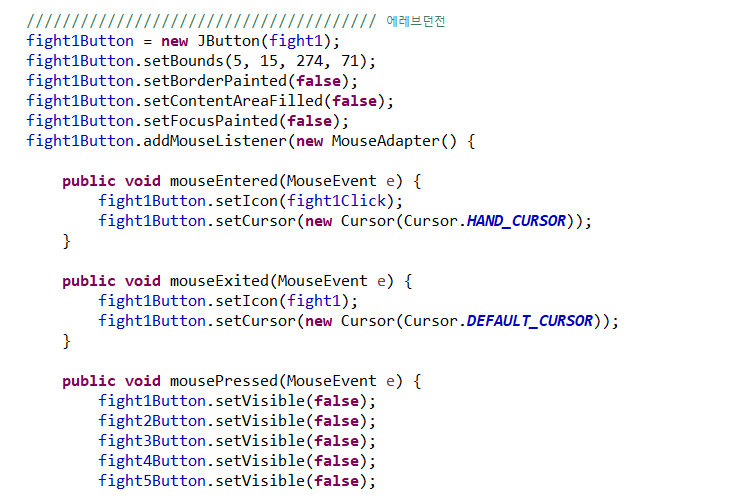 /////////////////////////////////////// 에레브던전
fight1Button = new JButton(fight1);
fight1Button.setBounds(5, 15, 274, 71);
fight1Button.setBorderPainted(false);
fight1Button.setContentAreaFilled(false);
fight1Button.setFocusPainted(false);
fight1Button.addMouseListener(new MouseAdapter() {
public void mouseEntered(MouseEvent e) {
fight1Button.setIcon(fight1Click);
fight1Button.setCursor(new Cursor(Cursor.HAND_CURSOR));
}
public void mouseExited(MouseEvent e) {
fight1Button.setIcon(fight1);
fight1Button.setCursor(new Cursor(Cursor.DEFAULT_CURSOR));
}
public void mousePressed(MouseEvent e) {
fight1Button.setVisible(false);
fight2Button.setVisible(false);
fight3Button.setVisible(false);
fight4Button.setVisible(false);
fight5Button.setVisible(false);